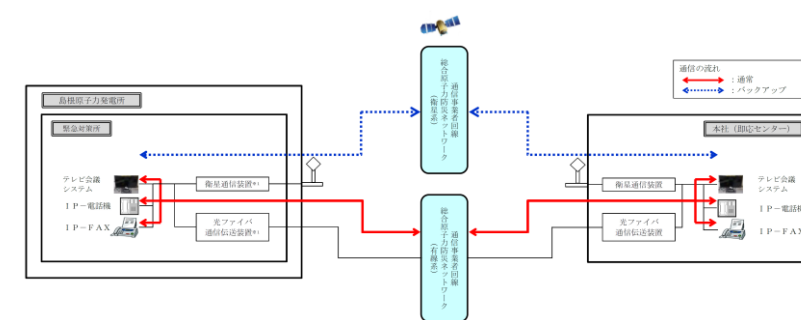 島根原子力発電所
緊急対策所
テレビ会議
システム
ＩＰ－電話機
ＩＰ－ＦＡＸ
衛星通信装置※1
光ファイバ
通信伝送装置※1
通信事業者回線
総合原子力防災ネットワーク
（衛星系）
通信事業者回線
総合原子力防災ネットワーク
（有線系）
通信の流れ
：通常
：バックアップ
本社（即応センター）
衛星通信装置
光ファイバ
通信伝送装置
テレビ会議
システム
ＩＰ－電話機
ＩＰ－ＦＡＸ